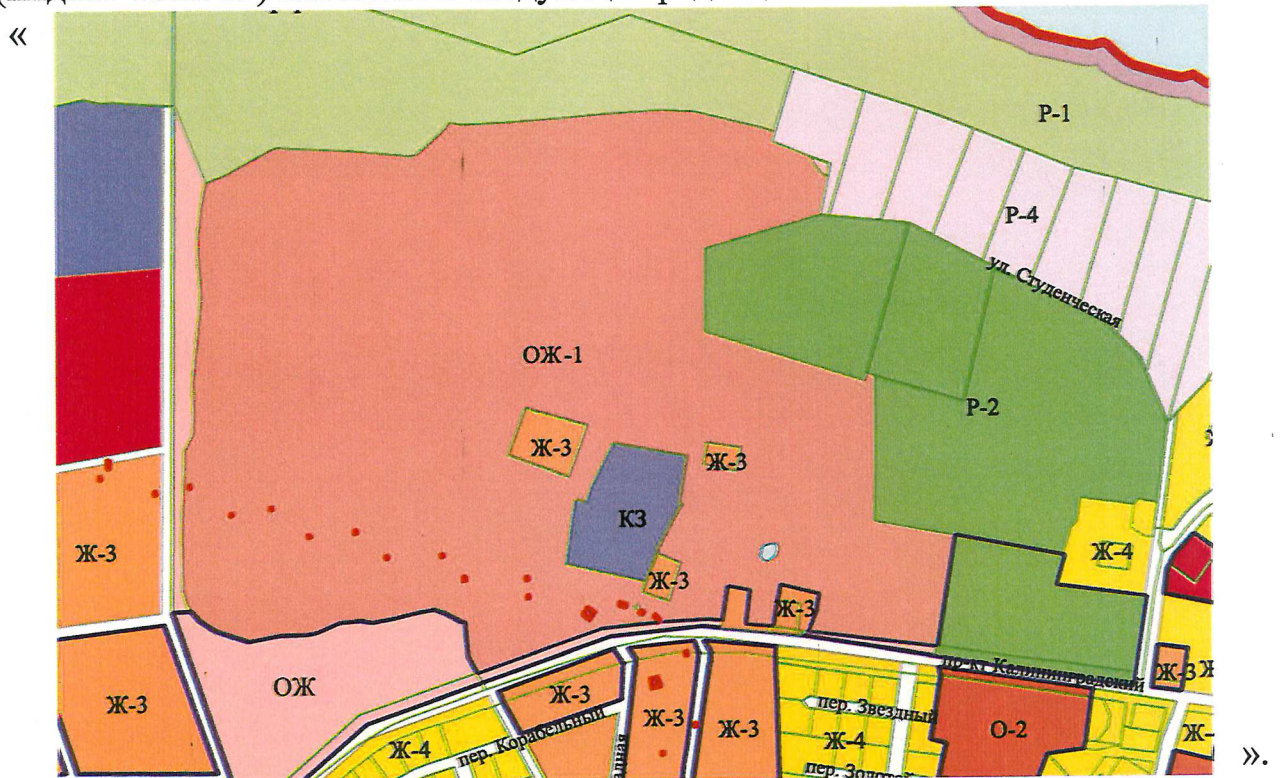 «
Р-1
Р-4
ул. Студенческая
ОЖ-1
Р-2
Ж-3
Ж-3
КЗ
Ж-3
Ж-4
Ж-3
Ж-3
пр-кт Калининградский
Ж-3
ОЖ
Ж-3
Ж-3
Ж-3
Ж-3
пер. Звездный
О-2
Ж-4
пер. Корабельный
Ж-4
».